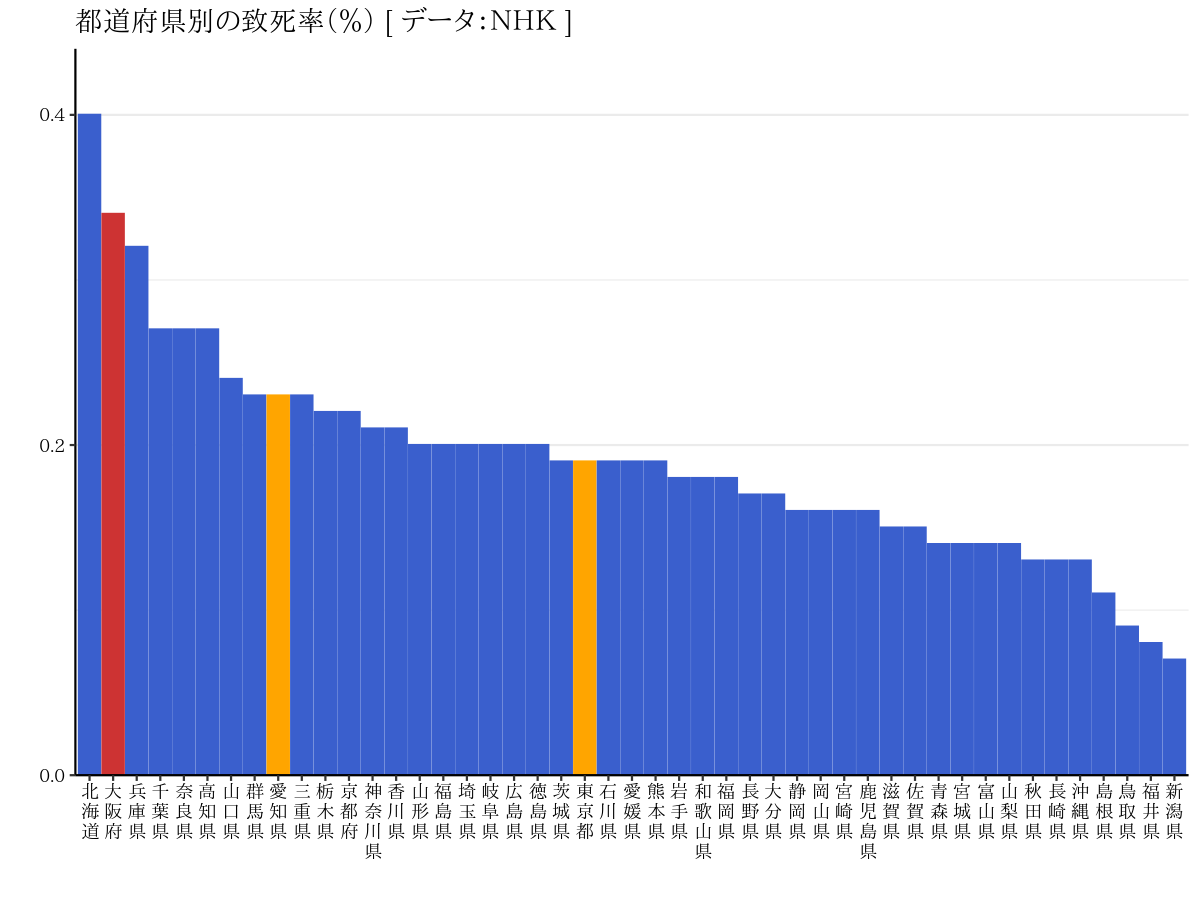 都道府県別の致死率(%) [ データ:NHK ]
0.4
0.2
0.0
北海道
大阪府
兵庫県
千葉県
奈良県
高知県
山口県
群馬県
愛知県
三重県
栃木県
京都府
神奈川県
香川県
山形県
福島県
埼玉県
岐阜県
広島県
徳島県
茨城県
東京都
石川県
愛媛県
熊本県
岩手県
和歌山県
福岡県
長野県
大分県
静岡県
岡山県
宮崎県
鹿児島県
滋賀県
佐賀県
青森県
宮城県
富山県
山梨県
秋田県
長崎県
沖縄県
島根県
鳥取県
福井県
新潟県